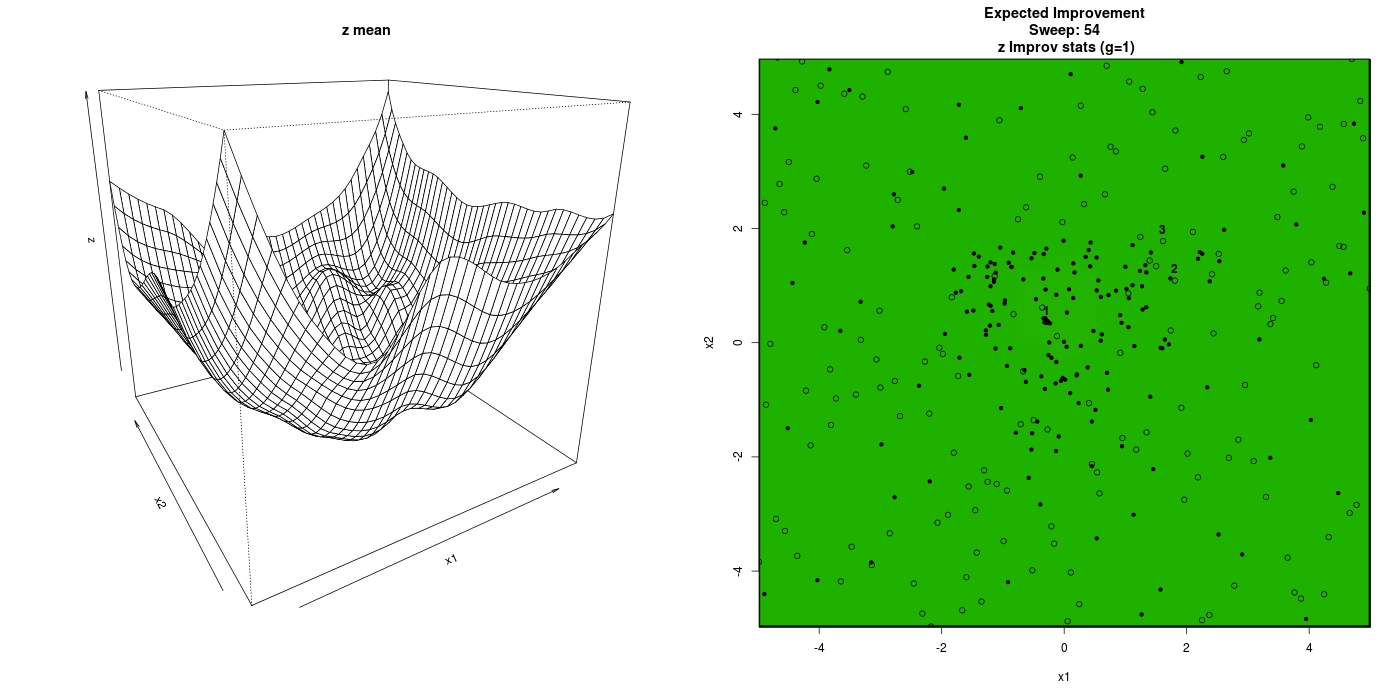 z mean
z
x2
x1
Expected Improvement
Sweep: 54
z Improv stats (g=1)
x2
4
2
0
-2
-4
3
2
1
-4
-2
0
2
4
x1